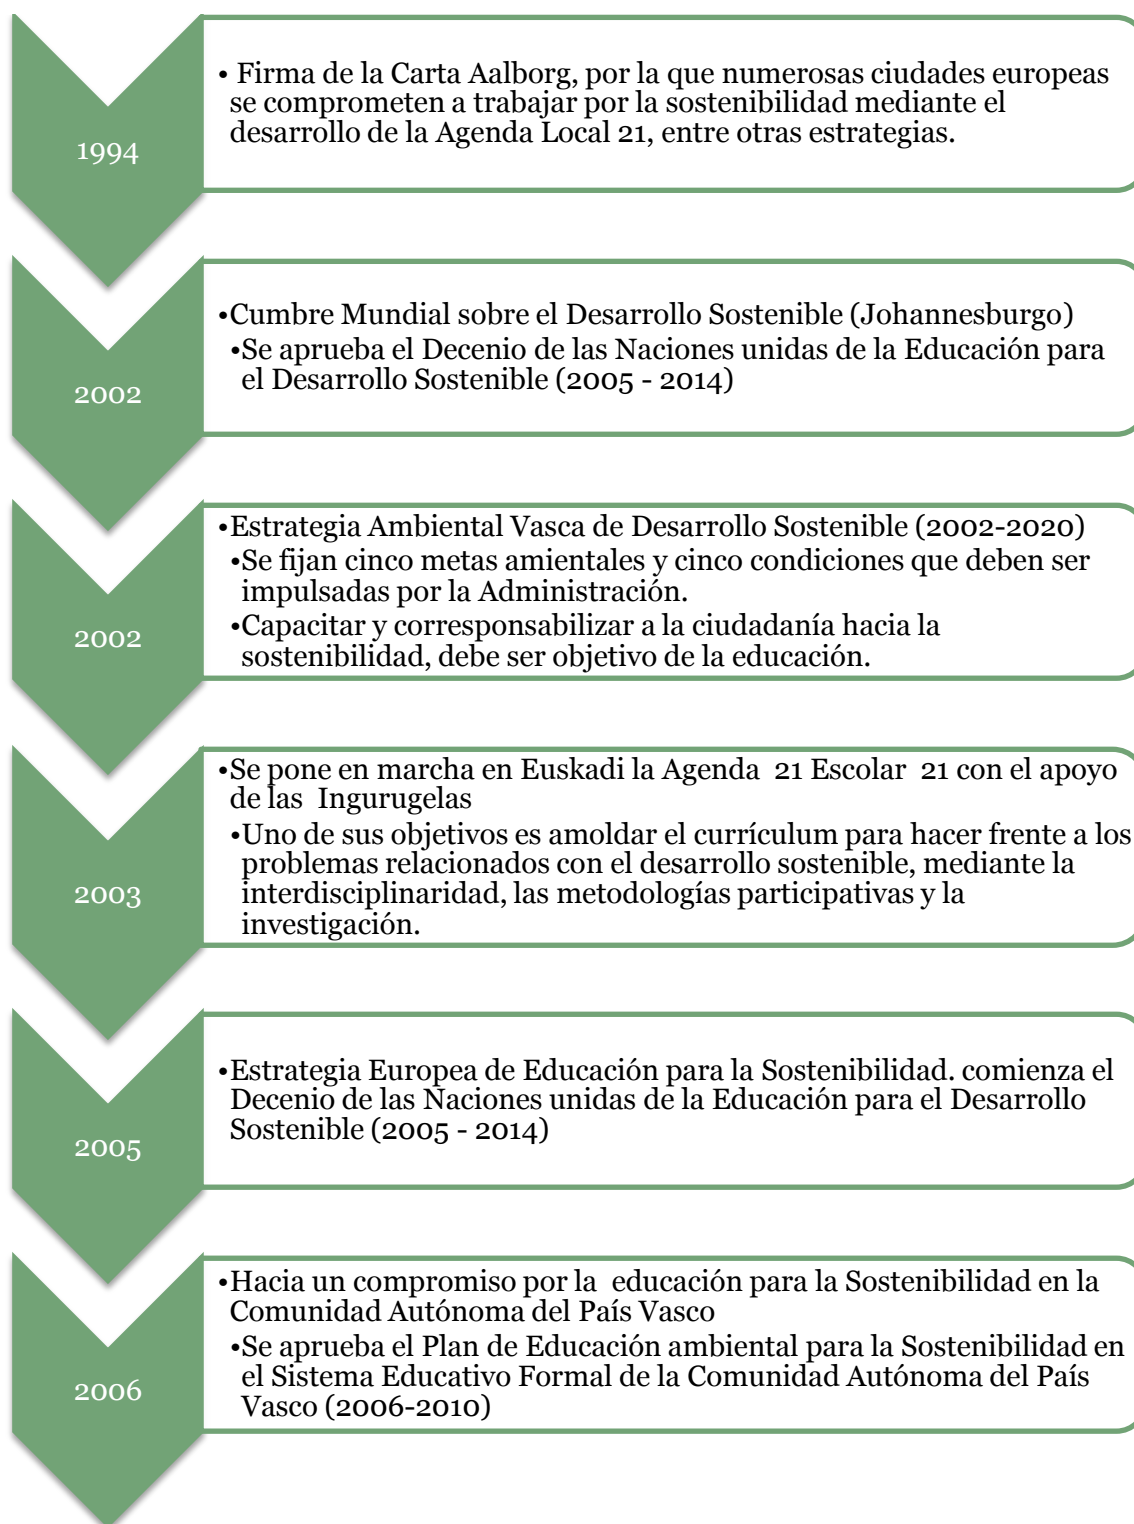 1994
• Firma de la Carta Aalborg, por la que numerosas ciudades europeas
se comprometen a trabajar por la sostenibilidad mediante el
desarrollo de la Agenda Local 21, entre otras estrategias.
2002
•Cumbre Mundial sobre el Desarrollo Sostenible (Johannesburgo)
•Se aprueba el Decenio de las Naciones unidas de la Educación para
el Desarrollo Sostenible (2005 - 2014)
2002
•Estrategia Ambiental Vasca de Desarrollo Sostenible (2002-2020)
•Se fijan cinco metas amientales y cinco condiciones que deben ser
impulsadas por la Administración.
•Capacitar y corresponsabilizar a la ciudadanía hacia la
sostenibilidad, debe ser objetivo de la educación.
2003
•Se pone en marcha en Euskadi la Agenda  21 Escolar  21 con el apoyo
de las  Ingurugelas
•Uno de sus objetivos es amoldar el currículum para hacer frente a los
problemas relacionados con el desarrollo sostenible, mediante la
interdisciplinaridad, las metodologías participativas y la
investigación.
2005
•Estrategia Europea de Educación para la Sostenibilidad. comienza el
Decenio de las Naciones unidas de la Educación para el Desarrollo
Sostenible (2005 - 2014)
2006
•Hacia un compromiso por la  educación para la Sostenibilidad en la
Comunidad Autónoma del País Vasco
•Se aprueba el Plan de Educación ambiental para la Sostenibilidad en
el Sistema Educativo Formal de la Comunidad Autónoma del País
Vasco (2006-2010)